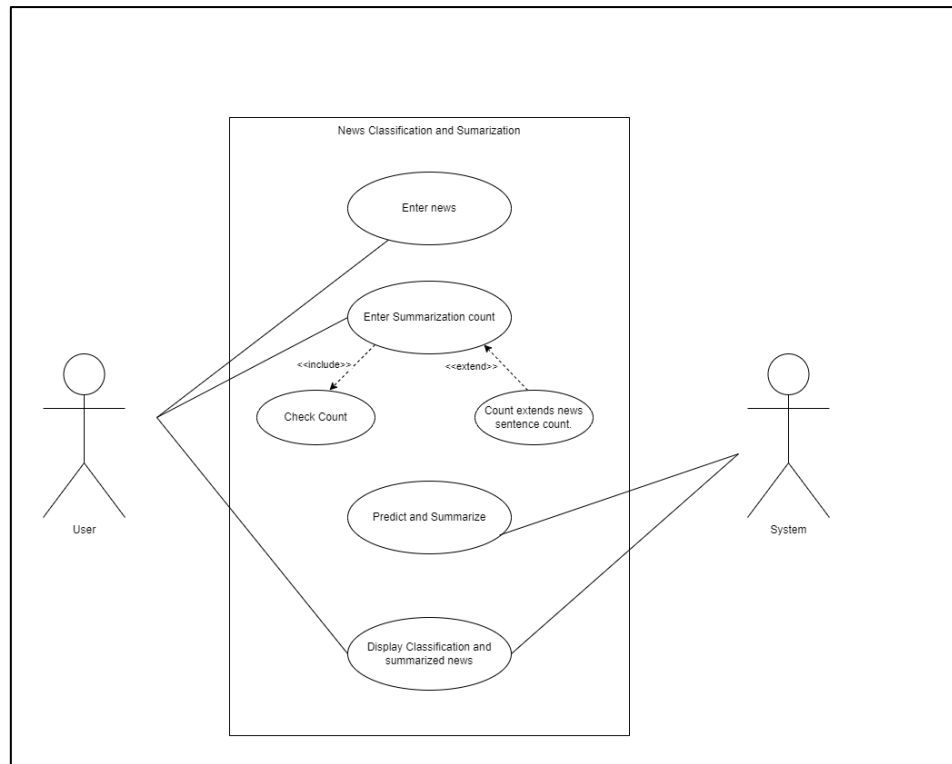 News Classification and Sumarization
Enter news
Enter Summarization count
<<include>>
<<extend>>
Check Count
Count extends news
sentence count.
Predict and Summarize
User
System
Display Classification and
summarized news